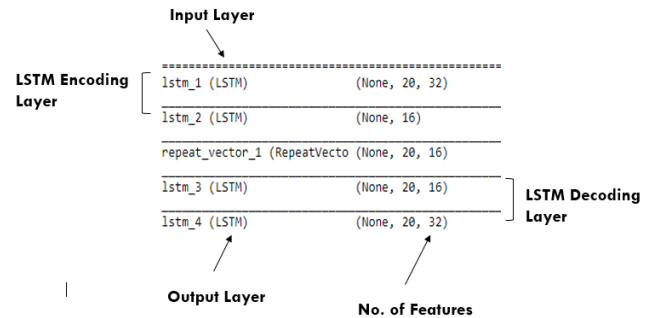 Input Layer
LSTM Encoding
Layer
==================================================
lstm_1 (LSTM) (None, 20, 32)
lstm_2 (LSTM) (None, 16)
repeat_vector_1 (RepeatVecto (None, 20, 16)
lstm_3 (LSTM) (None, 20, 16)
LSTM Decoding
Layer
lstm_4 (LSTM) (None, 20, 32)
Output Layer
No. of Features